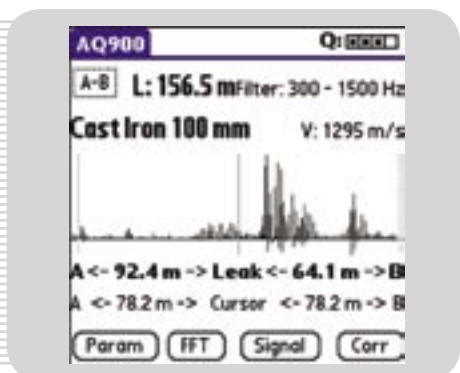 AQ900 Q:
A-B L: 156.5 m Filter: 300 - 1500 Hz
Cast Iron 100 mm V: 1295 m/s
A <- 92.4 m -> Leak <- 64.1 m -> B
A <- 78.2 m -> Cursor <- 78.2 m -> B
Param FFT Signal Corr